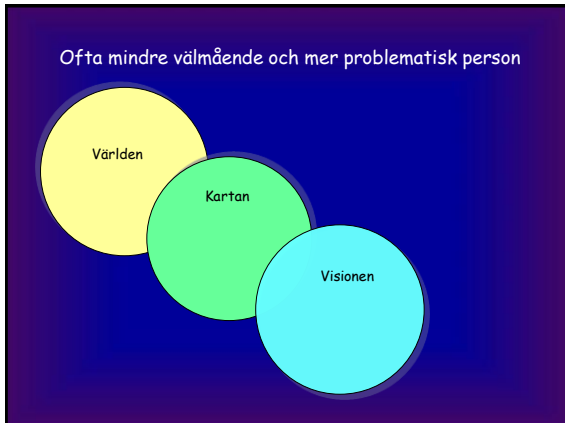 Ofta mindre välmående och mer problematisk person
Världen
Kartan
Visionen